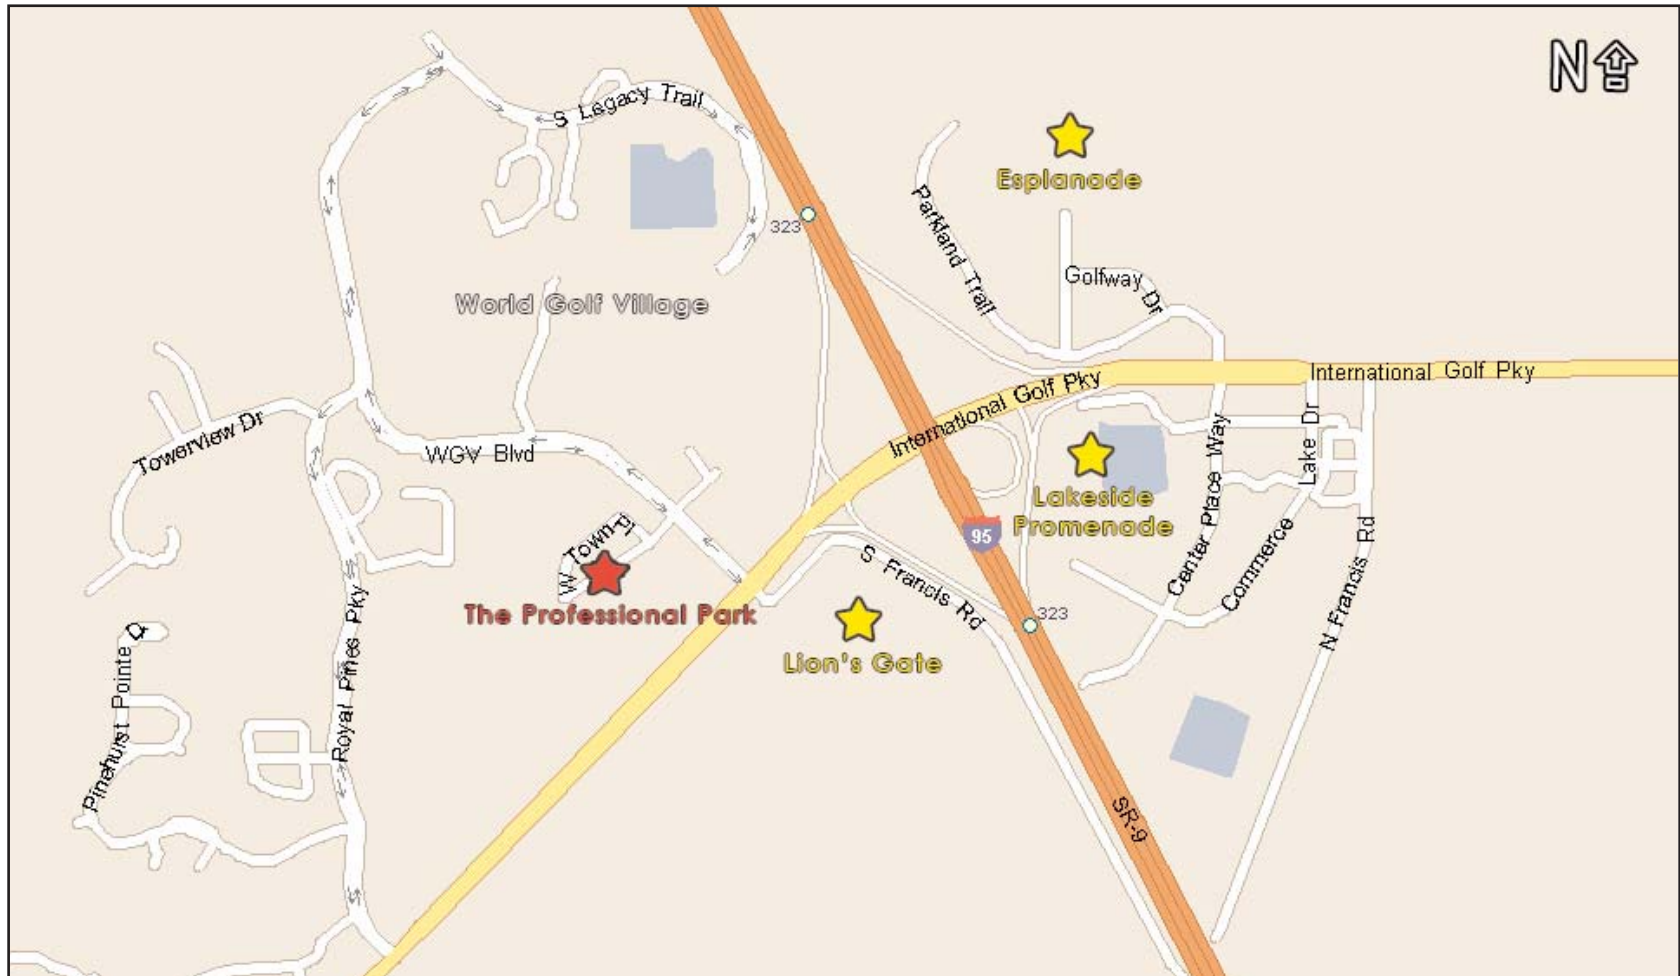 N
S Legacy Trail
Esplanade
323
Parkland Trail
Golfway Dr
World Golf Village
International Golf Pky
International Golf Pky
Towerview Dr
WGV Blvd
Center Place Way
Lake Dr
Lakeside
Promenade
95
W Town Pl
S Francis Rd
Commerce
N Francis Rd
The Professional Park
323
Lion's Gate
Royal Pines Pky
Pinehurst Pointe Dr
SR-9